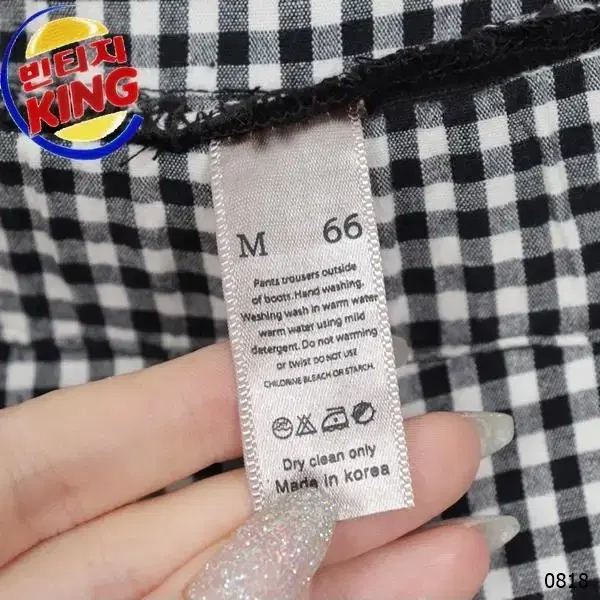 빈티지
KING
M 66
Pants trousers outside
of boots. Hand washing.
Washing wash in warm water
warm water using mild
detergent. Do not warming
or twist DO NOT USE
CHLORINE BLEACH OR STARCH.
Dry clean only
Made in korea
0818